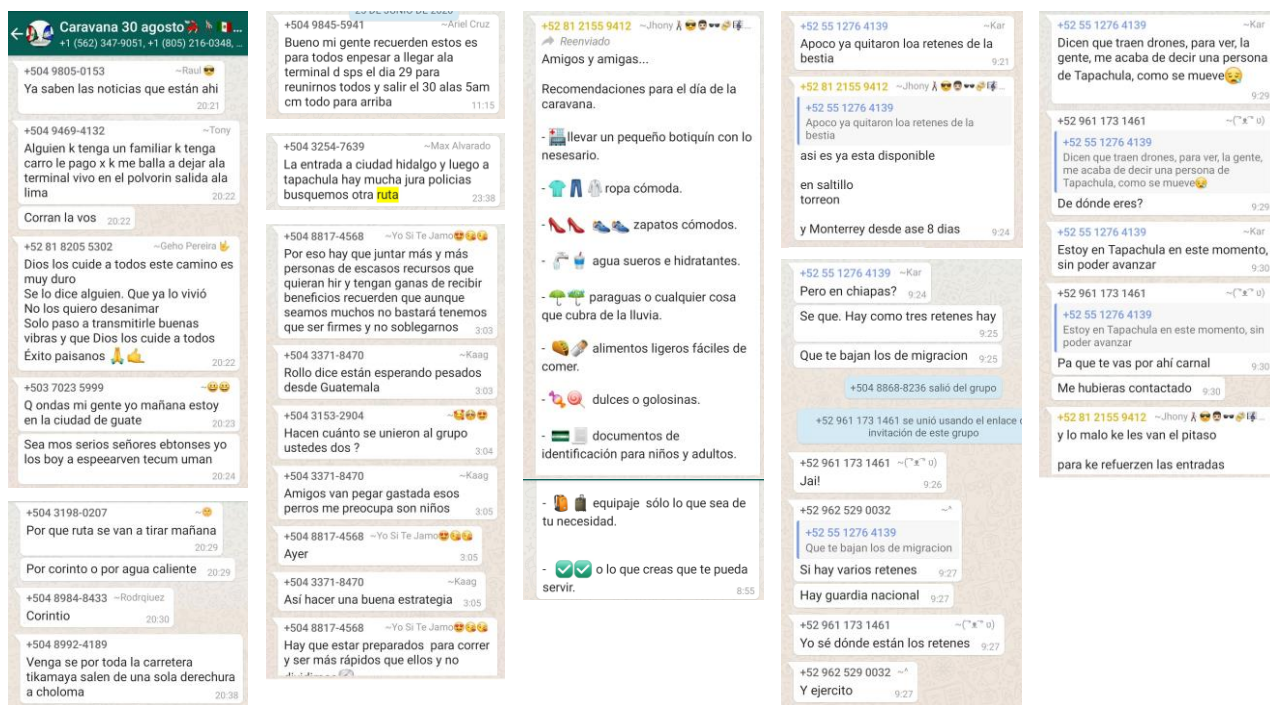 Caravana 30 agosto
+1 (562) 347-9051, +1 (805) 216-0348, ...
+504 9805-0153 ~Raul
Ya saben las noticias que están ahi
20:21
+504 9469-4132 ~Tony
Alguien k tenga un familiar k tenga
carro le pago x k me balla a dejar ala
terminal vivo en el polvorin salida ala
lima 20:22
Corran la vos 20:22
+52 81 8205 5302 ~Geho Pereira
Dios los cuide a todos este camino es
muy duro
Se lo dice alguien. Que ya lo vivió
No los quiero desanimar
Solo paso a transmitirle buenas
vibras y que Dios los cuide a todos
Éxito paisanos 20:22
+503 7023 5999 ~
Q ondas mi gente yo mañana estoy
en la ciudad de guate 20:23
Sea mos serios señores ebtonses yo
los boy a espeearven tecum uman
20:24
+504 3198-0207 ~
Por que ruta se van a tirar mañana
20:29
Por corinto o por agua caliente 20:29
+504 8984-8433 ~Rodrqiuez
Corintio 20:30
+504 8992-4189
Venga se por toda la carretera
tikamaya salen de una sola derechura
a choloma 20:38
25 DE JUNIO DE 2020
+504 9845-5941 ~Ariel Cruz
Bueno mi gente recuerden estos es
para todos enpesar a llegar ala
terminal d sps el dia 29 para
reunirnos todos y salir el 30 alas 5am
cm todo para arriba 11:15
+504 3254-7639 ~Max Alvarado
La entrada a ciudad hidalgo y luego a
tapachula hay mucha jura policias
busquemos otra ruta 23:38
+504 8817-4568 ~Yo Si Te Jamo
Por eso hay que juntar más y más
personas de escasos recursos que
quieran hir y tengan ganas de recibir
beneficios recuerden que aunque
seamos muchos no bastará tenemos
que ser firmes y no soblegarnos 3:03
+504 3371-8470 ~Kaag
Rollo dice están esperando pesados
desde Guatemala 3:03
+504 3153-2904 ~
Hacen cuánto se unieron al grupo
ustedes dos ? 3:04
+504 3371-8470 ~Kaag
Amigos van pegar gastada esos
perros me preocupa son niños 3:05
+504 8817-4568 ~Yo Si Te Jamo
Ayer 3:05
+504 3371-8470 ~Kaag
Así hacer una buena estrategia 3:05
+504 8817-4568 ~Yo Si Te Jamo
Hay que estar preparados para correr
y ser más rápidos que ellos y no
+52 81 2155 9412 ~Jhony ...
Reenviado
Amigos y amigas...
Recomendaciones para el día de la
caravana.
- llevar un pequeño botiquín con lo
nesesario.
- ropa cómoda.
- zapatos cómodos.
- agua sueros e hidratantes.
- paraguas o cualquier cosa
que cubra de la lluvia.
- alimentos ligeros fáciles de
comer.
- dulces o golosinas.
- documentos de
identificación para niños y adultos.
- equipaje sólo lo que sea de
tu necesidad.
- o lo que creas que te pueda
servir. 8:55
+52 55 1276 4139 ~Kar
Apoco ya quitaron loa retenes de la
bestia 9:21
+52 81 2155 9412 ~Jhony ...
+52 55 1276 4139
Apoco ya quitaron loa retenes de la
bestia
asi es ya esta disponible
en saltillo
torreon
y Monterrey desde ase 8 dias 9:24
+52 55 1276 4139 ~Kar
Pero en chiapas? 9:24
Se que. Hay como tres retenes hay
9:25
Que te bajan los de migracion 9:25
+504 8868-8236 salió del grupo
+52 961 173 1461 se unió usando el enlace de
invitación de este grupo
+52 961 173 1461
Jai! 9:26
+52 962 529 0032 ~^
+52 55 1276 4139
Que te bajan los de migracion
Si hay varios retenes 9:27
Hay guardia nacional 9:27
+52 961 173 1461
Yo sé dónde están los retenes 9:27
+52 962 529 0032 ~^
Y ejercito 9:27
+52 55 1276 4139 ~Kar
Dicen que traen drones, para ver, la
gente, me acaba de decir una persona
de Tapachula, como se mueve
9:29
+52 961 173 1461
+52 55 1276 4139
Dicen que traen drones, para ver, la gente,
me acaba de decir una persona de
Tapachula, como se mueve
De dónde eres? 9:29
+52 55 1276 4139 ~Kar
Estoy en Tapachula en este momento,
sin poder avanzar 9:30
+52 961 173 1461
+52 55 1276 4139
Estoy en Tapachula en este momento, sin
poder avanzar
Pa que te vas por ahí carnal 9:30
Me hubieras contactado 9:30
+52 81 2155 9412 ~Jhony ...
y lo malo ke les van el pitaso
para ke refuerzen las entradas